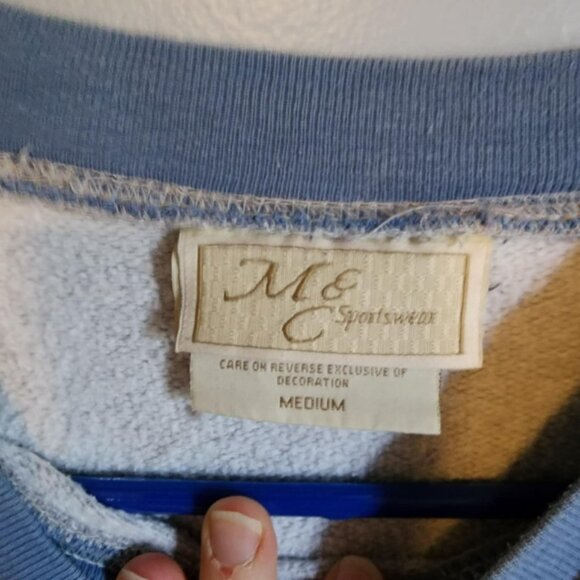 M &
C Sportswear
CARE ON REVERSE EXCLUSIVE OF
DECORATION
MEDIUM